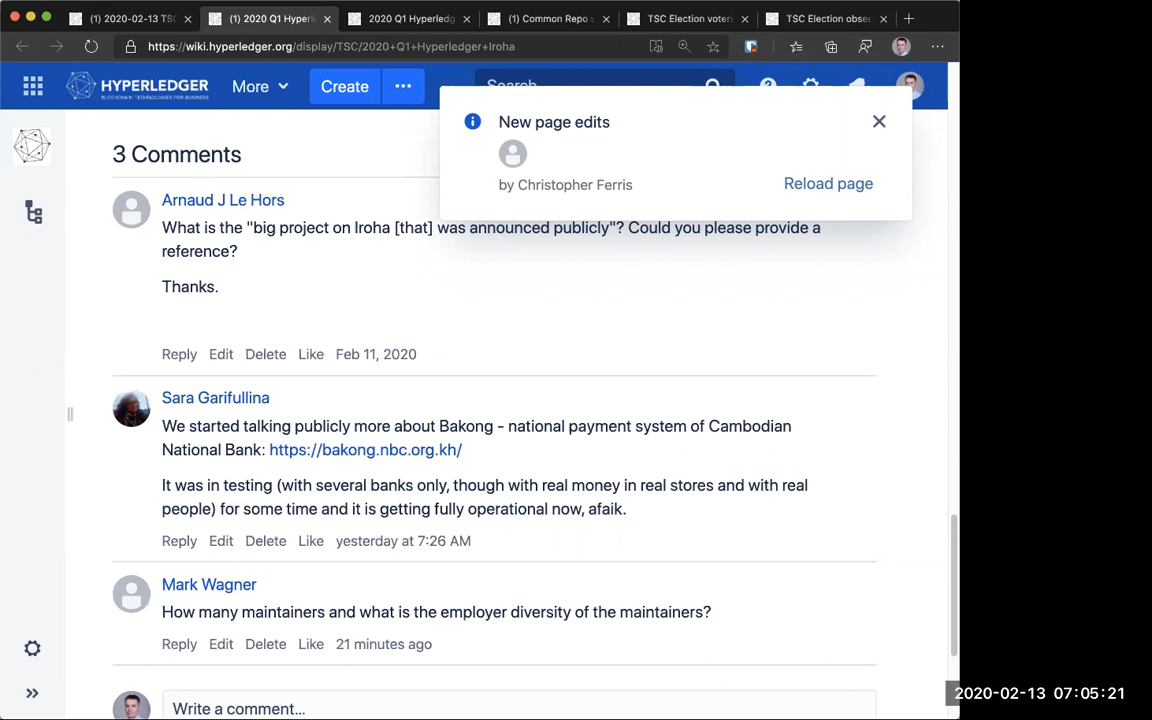 (1) 2020-02-13 TSC
(1) 2020 Q1 Hyperl
2020 Q1 Hyperledg
(1) Common Repo s
TSC Election voters
TSC Election obser
https://wiki.hyperledger.org/display/TSC/2020+Q1+Hyperledger+Iroha
HYPERLEDGER
BLOCKCHAIN TECHNOLOGIES FOR BUSINESS
More
Create
Search
New page edits
by Christopher Ferris
Reload page
3 Comments
Arnaud J Le Hors
What is the "big project on Iroha [that] was announced publicly"? Could you please provide a
reference?
Thanks.
Reply Edit Delete Like Feb 11, 2020
Sara Garifullina
We started talking publicly more about Bakong - national payment system of Cambodian
National Bank: https://bakong.nbc.org.kh/
It was in testing (with several banks only, though with real money in real stores and with real
people) for some time and it is getting fully operational now, afaik.
Reply Edit Delete Like yesterday at 7:26 AM
Mark Wagner
How many maintainers and what is the employer diversity of the maintainers?
Reply Edit Delete Like 21 minutes ago
Write a comment...
2020-02-13 07:05:21